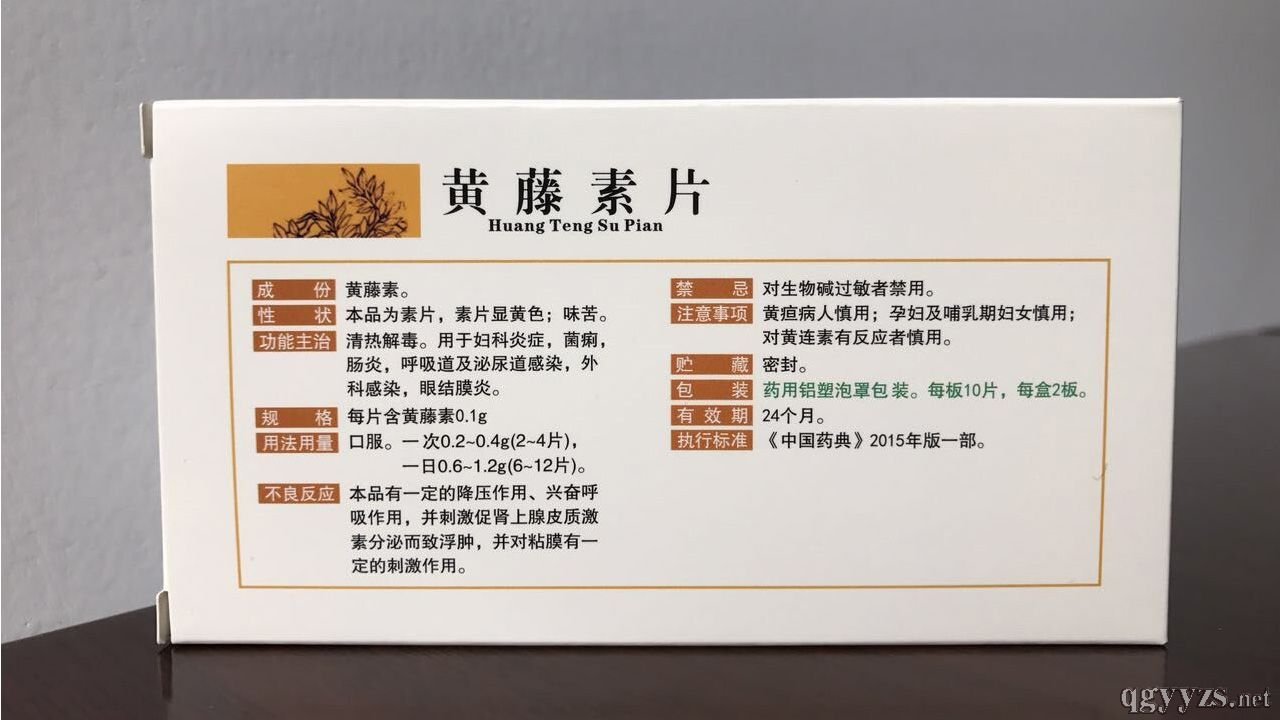 黄藤素片
Huang Teng Su Pian
成份 黄藤素。
性状 本品为素片，素片显黄色；味苦。
功能主治 清热解毒。用于妇科炎症，菌痢，
肠炎，呼吸道及泌尿道感染，外
科感染，眼结膜炎。
规格 每片含黄藤素0.1g
用法用量 口服。一次0.2~0.4g(2~4片)，
一日0.6~1.2g(6~12片)。
不良反应 本品有一定的降压作用、兴奋呼
吸作用，并刺激促肾上腺皮质激
素分泌而致浮肿，并对粘膜有一
定的刺激作用。
禁忌 对生物碱过敏者禁用。
注意事项 黄疸病人慎用；孕妇及哺乳期妇女慎用；
对黄连素有反应者慎用。
贮藏 密封。
包装 药用铝塑泡罩包装。每板10片，每盒2板。
有效期 24个月。
执行标准 《中国药典》2015年版一部。
qgyyzs.net